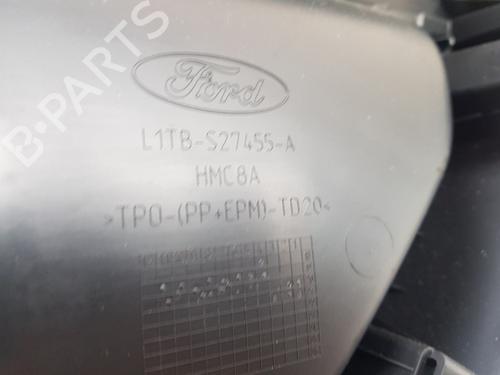 B-PARTS
Ford
L1TB-S27455-A
HMC8A
>TPO-(PP+EPM)-TD20<